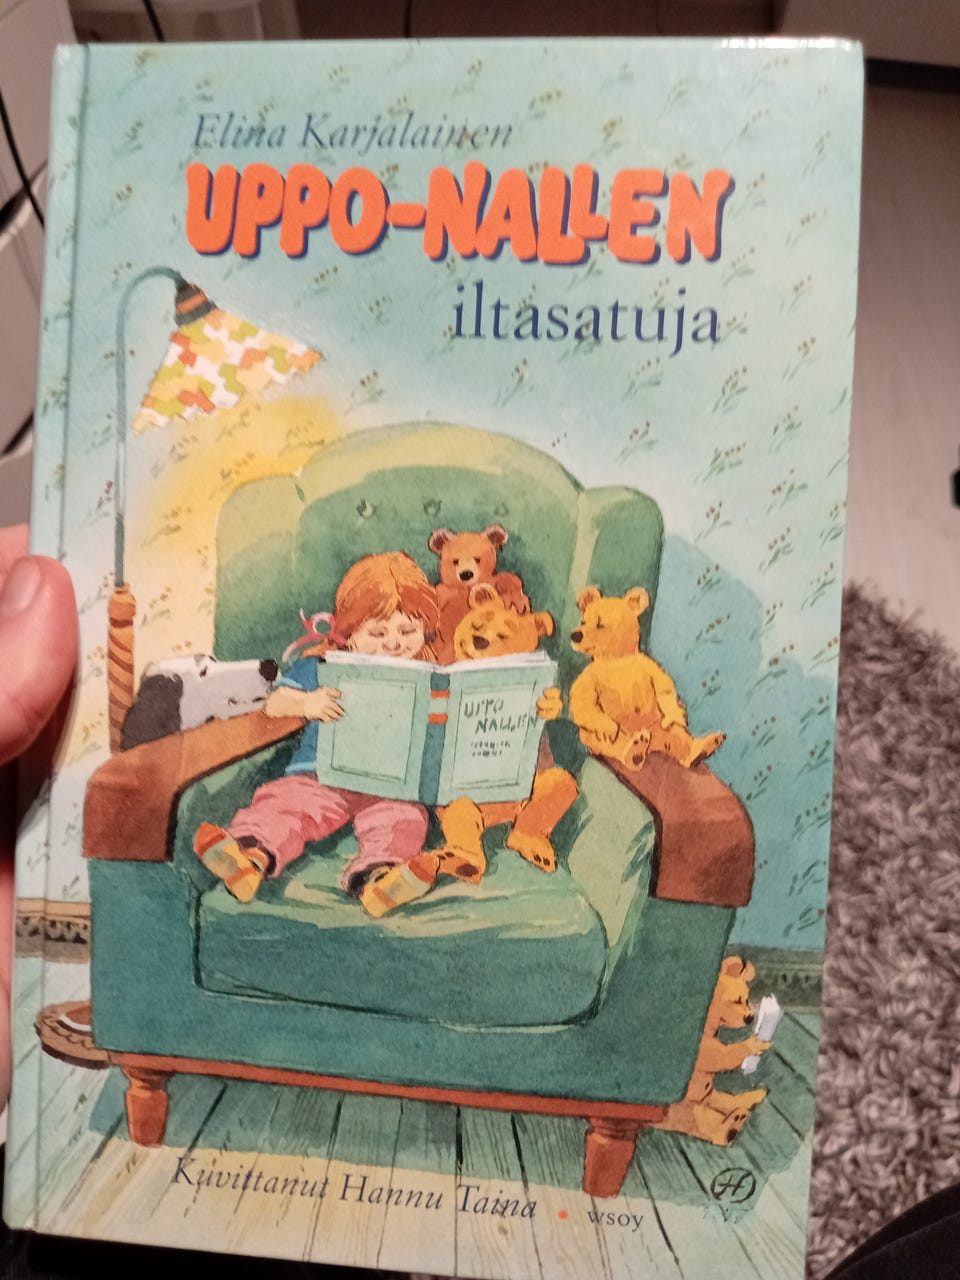 Elina Karjalainen
UPPO-NALLEN
iltasatuja
UPPO
NALLEN
Kuvittanut Hannu Taina • wsoy